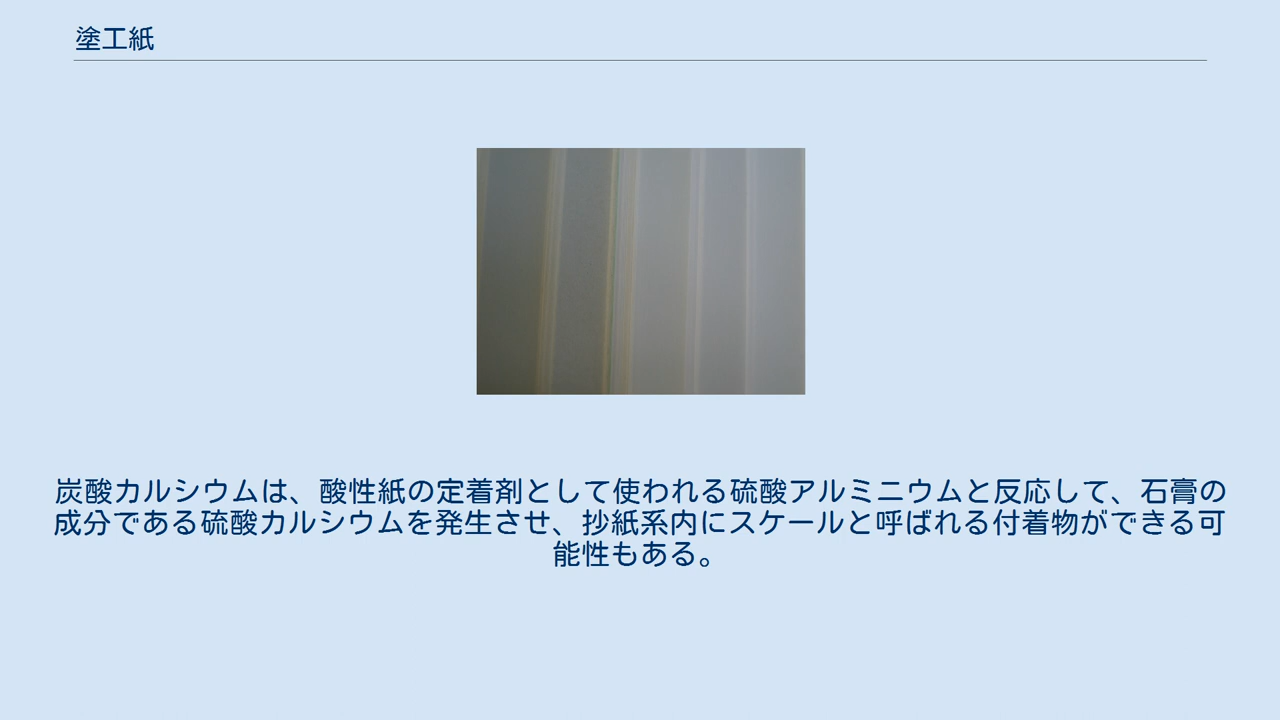 塗工紙
炭酸カルシウムは、酸性紙の定着剤として使われる硫酸アルミニウムと反応して、石膏の
成分である硫酸カルシウムを発生させ、抄紙系内にスケールと呼ばれる付着物ができる可
能性もある。